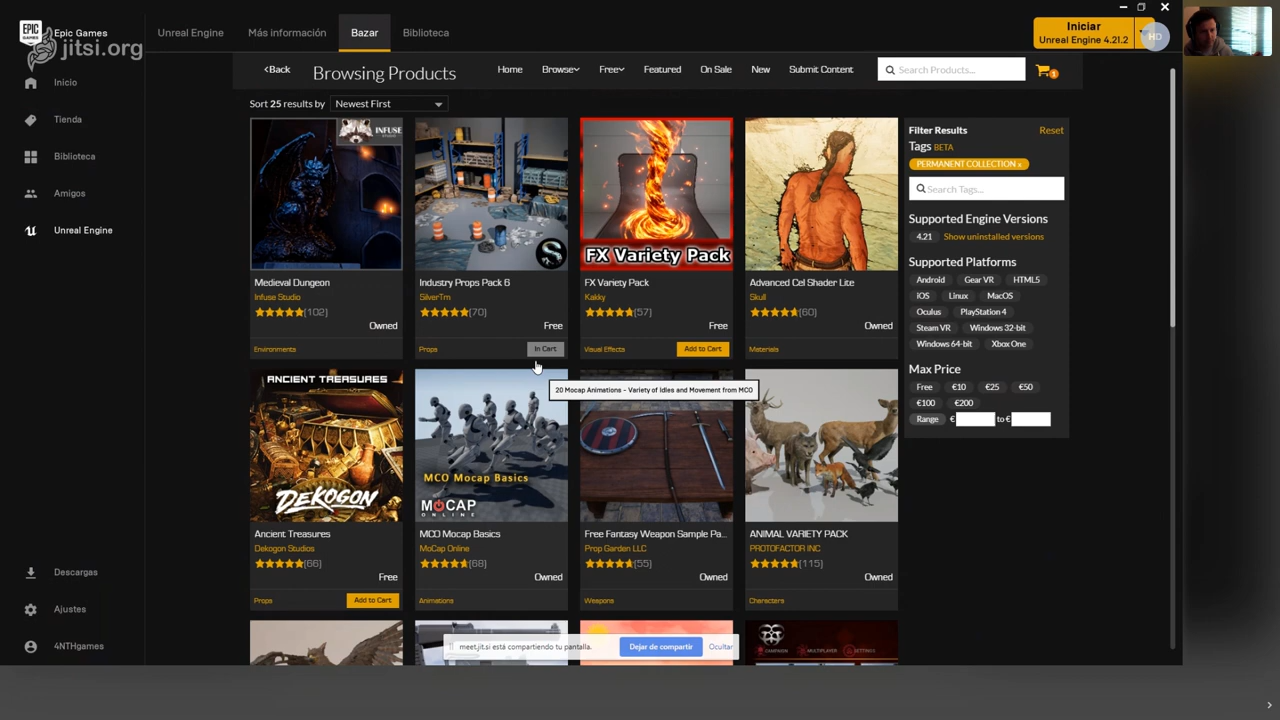 EPIC GAMES
Epic Games
jitsi.org
Inicio
Tienda
Biblioteca
Amigos
Unreal Engine
Descargas
Ajustes
4NTHgames
Unreal Engine
Más información
Bazar
Biblioteca
Iniciar
Unreal Engine 4.21.2
HD
Back
Browsing Products
Home
Browse
Free
Featured
On Sale
New
Submit Content
Search Products...
1
Sort 25 results by
Newest First
INFUSE
STUDIO
Medieval Dungeon
Infuse Studio
(102)
Owned
Environments
Industry Props Pack 6
SilverTm
(70)
Free
Props
In Cart
FX Variety Pack
FX Variety Pack
Kakky
(57)
Free
Visual Effects
Add to Cart
Advanced Cel Shader Lite
Skull
(60)
Owned
Materials
20 Mocap Animations - Variety of Idles and Movement from MCO
ANCIENT TREASURES
DEKOGON
Ancient Treasures
Dekogon Studios
(66)
Free
Props
Add to Cart
MCO Mocap Basics
MOCAP
ONLINE
MCO Mocap Basics
MoCap Online
(68)
Owned
Animations
Free Fantasy Weapon Sample Pa...
Prop Garden LLC
(55)
Owned
Weapons
ANIMAL VARIETY PACK
PROTOFACTOR INC
(115)
Owned
Characters
CAMPAIGN
MULTIPLAYER
SETTINGS
Filter Results
Reset
Tags BETA
PERMANENT COLLECTION x
Search Tags...
Supported Engine Versions
4.21
Show uninstalled versions
Supported Platforms
Android
Gear VR
HTML5
iOS
Linux
MacOS
Oculus
PlayStation 4
Steam VR
Windows 32-bit
Windows 64-bit
Xbox One
Max Price
Free
€10
€25
€50
€100
€200
Range
€
to €
meet.jit.si está compartiendo tu pantalla.
Dejar de compartir
Ocultar